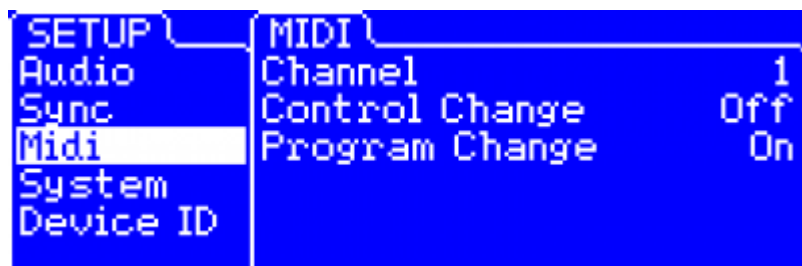 SETUP
Audio
Sync
Midi
System
Device ID
MIDI
Channel 1
Control Change Off
Program Change On